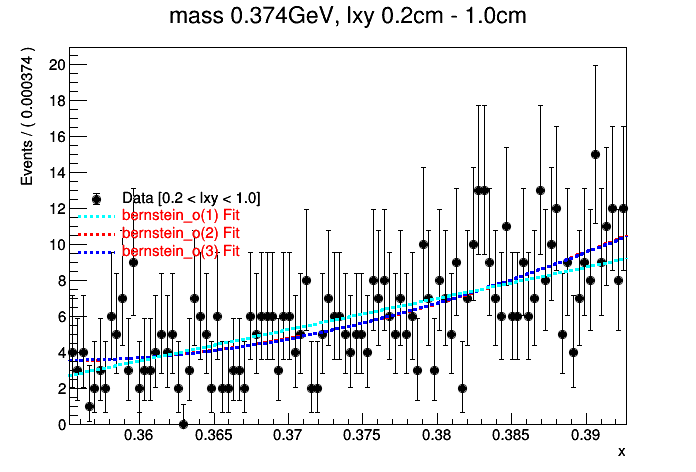 mass 0.374GeV, lxy 0.2cm - 1.0cm
Events / ( 0.000374 )
20
18
16
14
12
10
8
6
4
2
0
Data [0.2 < lxy < 1.0]
bernstein_o(1) Fit
bernstein_o(2) Fit
bernstein_o(3) Fit
0.36 0.365 0.37 0.375 0.38 0.385 0.39
x